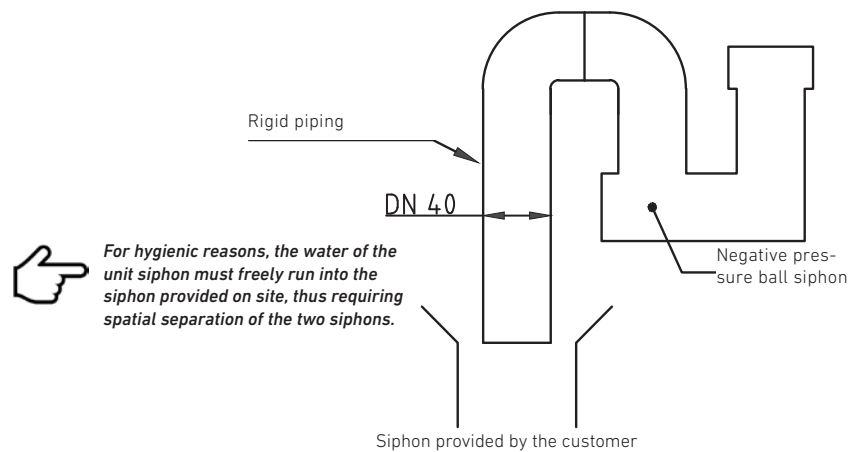 Rigid piping
DN 40
For hygienic reasons, the water of the
unit siphon must freely run into the
siphon provided on site, thus requiring
spatial separation of the two siphons.
Negative pres-
sure ball siphon
Siphon provided by the customer